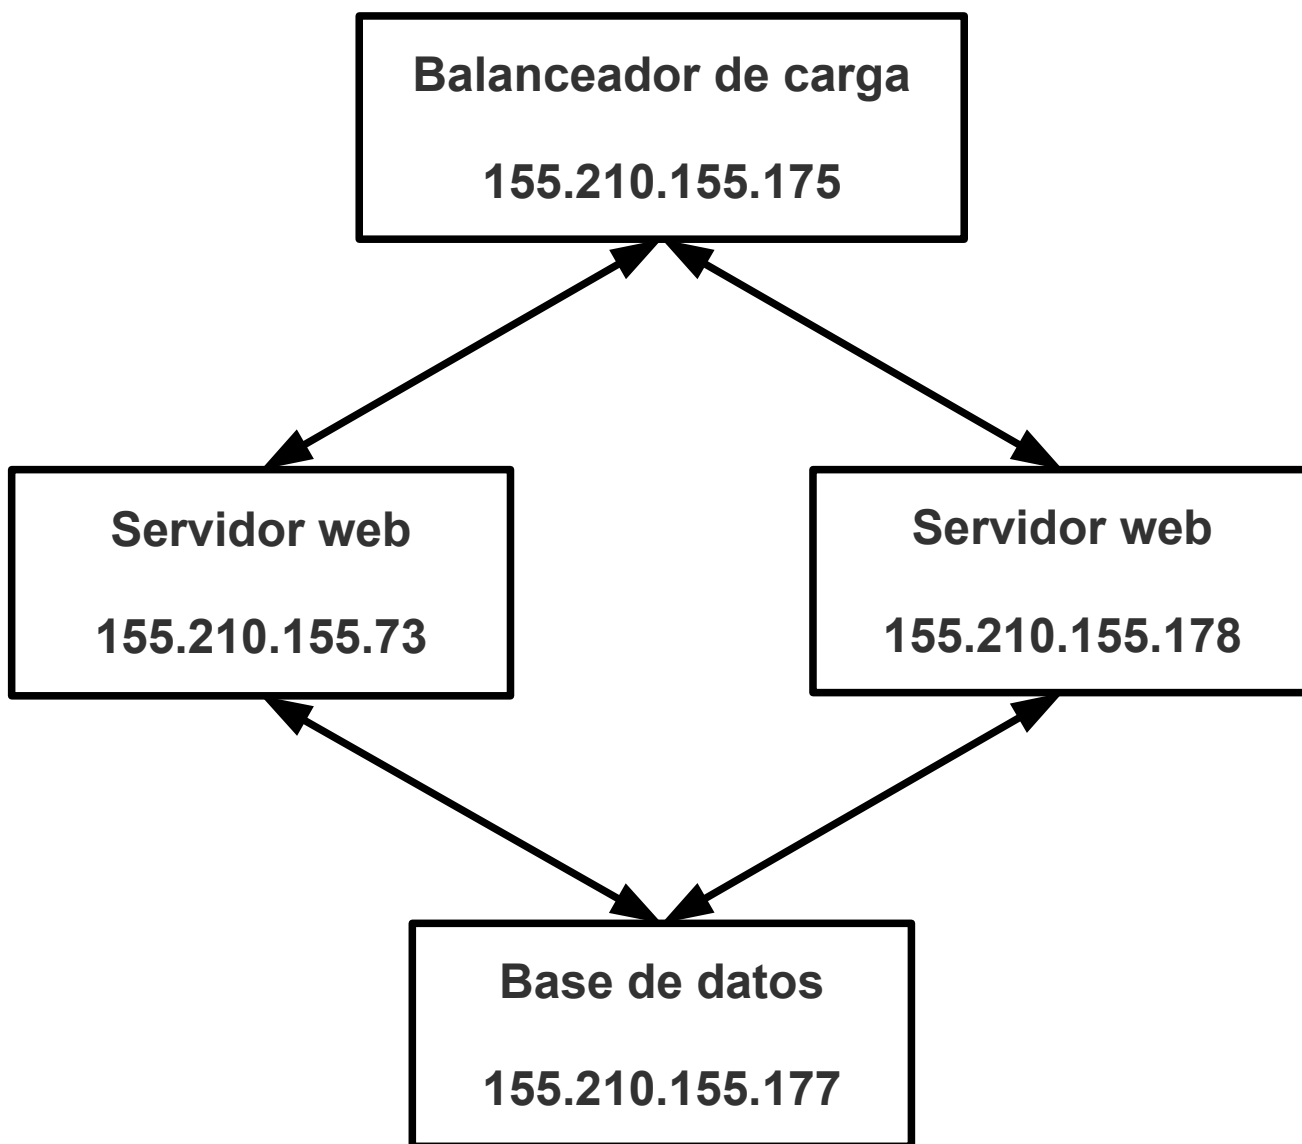 Balanceador de carga
155.210.155.175
Servidor web
155.210.155.73
Servidor web
155.210.155.178
Base de datos
155.210.155.177